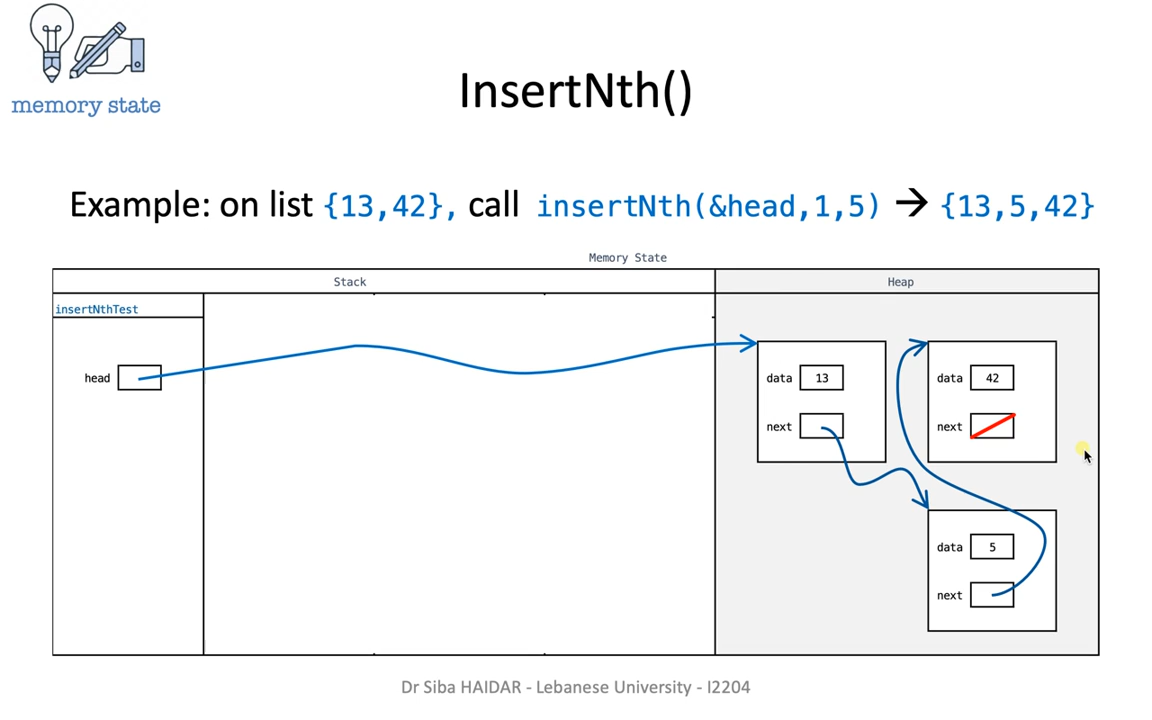 memory state
InsertNth()
Example: on list {13,42}, call insertNth(&head,1,5) → {13,5,42}
Memory State
Stack
Heap
insertNthTest
head
data 13
next
data 42
next
data 5
next
Dr Siba HAIDAR - Lebanese University - I2204